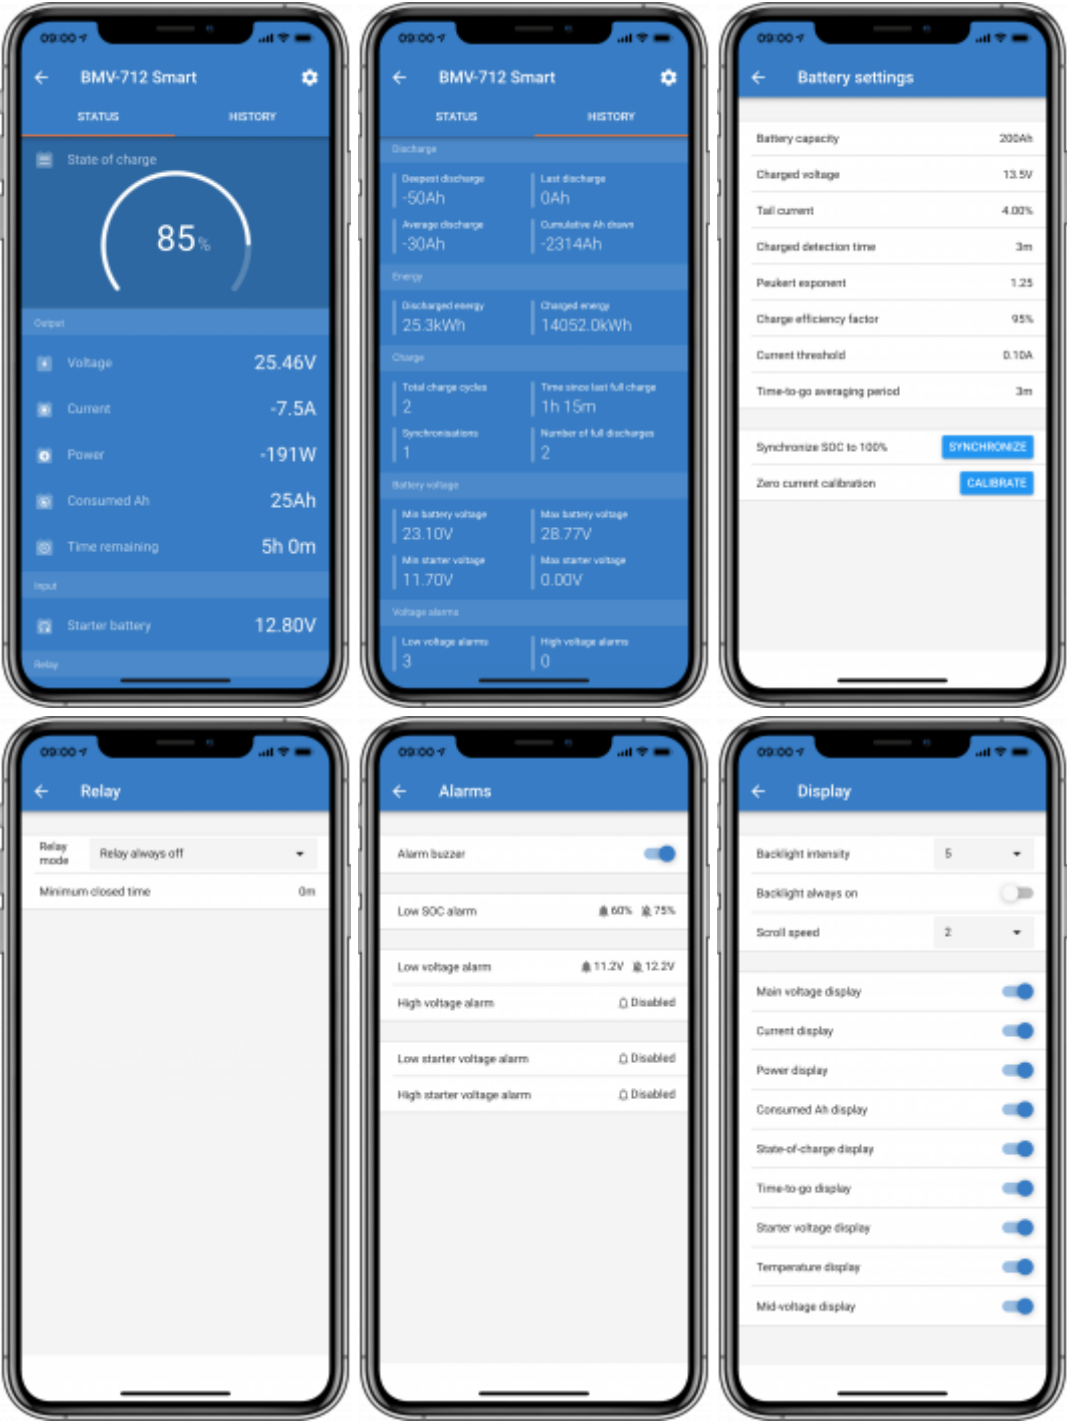 09:00
BMV-712 Smart
STATUS HISTORY
State of charge
85%
Output
Voltage 25.46V
Current -7.5A
Power -191W
Consumed Ah 25Ah
Time remaining 5h 0m
Input
Starter battery 12.80V
Relay
09:00
BMV-712 Smart
STATUS HISTORY
Discharge
Deepest discharge Last discharge
-50Ah 0Ah
Average discharge Cumulative Ah drawn
-30Ah -2314Ah
Energy
Discharged energy Charged energy
25.3kWh 14052.0kWh
Charge
Total charge cycles Time since last full charge
2 1h 15m
Synchronisations Number of full discharges
1 2
Battery voltage
Min battery voltage Max battery voltage
23.10V 28.77V
Min starter voltage Max starter voltage
11.70V 0.00V
Voltage alarms
Low voltage alarms High voltage alarms
3 0
09:00
Battery settings
Battery capacity 200Ah
Charged voltage 13.5V
Tail current 4.00%
Charged detection time 3m
Peukert exponent 1.25
Charge efficiency factor 95%
Current threshold 0.10A
Time-to-go averaging period 3m
Synchronize SOC to 100% SYNCHRONIZE
Zero current calibration CALIBRATE
09:00
Relay
Relay mode Relay always off
Minimum closed time 0m
09:00
Alarms
Alarm buzzer
Low SOC alarm 60% 75%
Low voltage alarm 11.2V 12.2V
High voltage alarm Disabled
Low starter voltage alarm Disabled
High starter voltage alarm Disabled
09:00
Display
Backlight intensity 5
Backlight always on
Scroll speed 2
Main voltage display
Current display
Power display
Consumed Ah display
State-of-charge display
Time-to-go display
Starter voltage display
Temperature display
Mid-voltage display